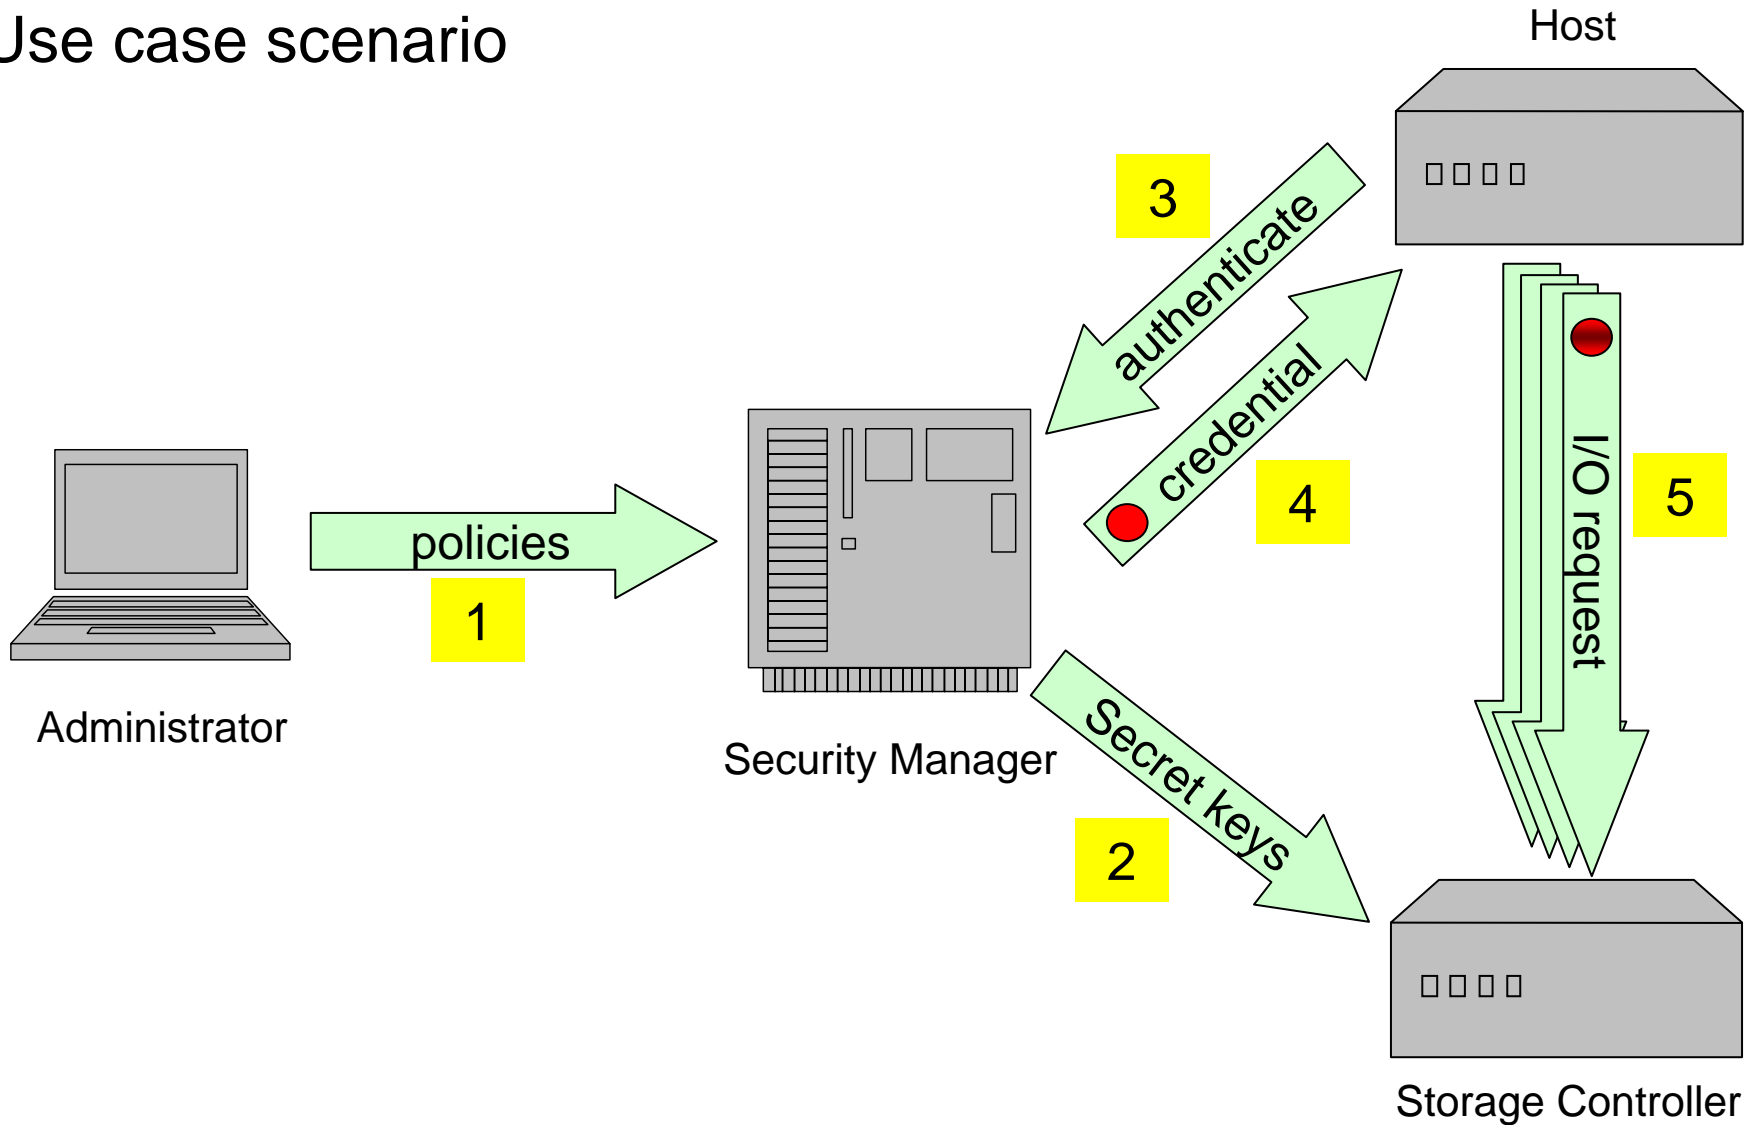 Use case scenario
Host
3
authenticate
credential
4
I/O request
5
policies
1
Administrator
Security Manager
Secret keys
2
Storage Controller